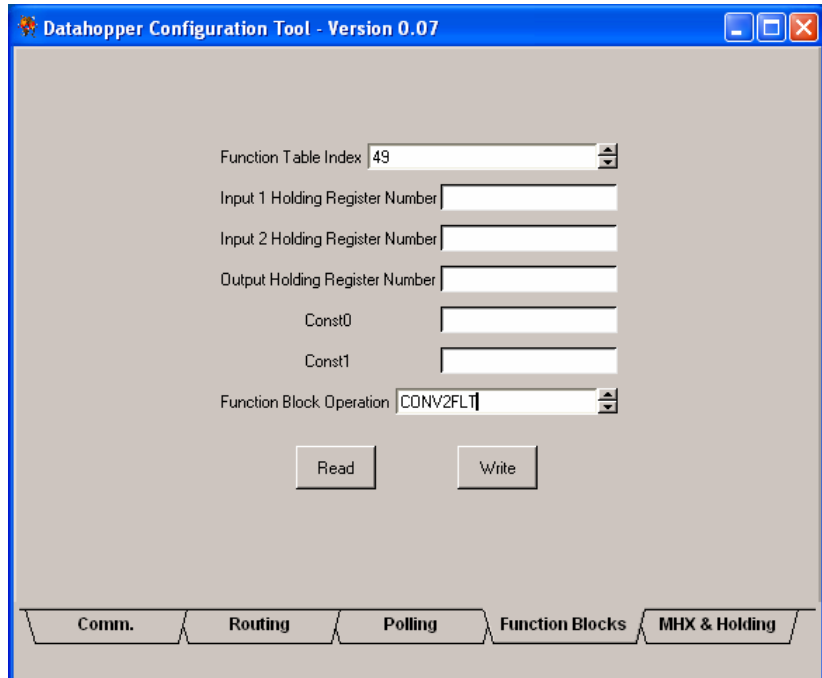 Datahopper Configuration Tool - Version 0.07
Function Table Index 49
Input 1 Holding Register Number
Input 2 Holding Register Number
Output Holding Register Number
Const0
Const1
Function Block Operation CONV2FLT
Read Write
Comm. Routing Polling Function Blocks MHX & Holding